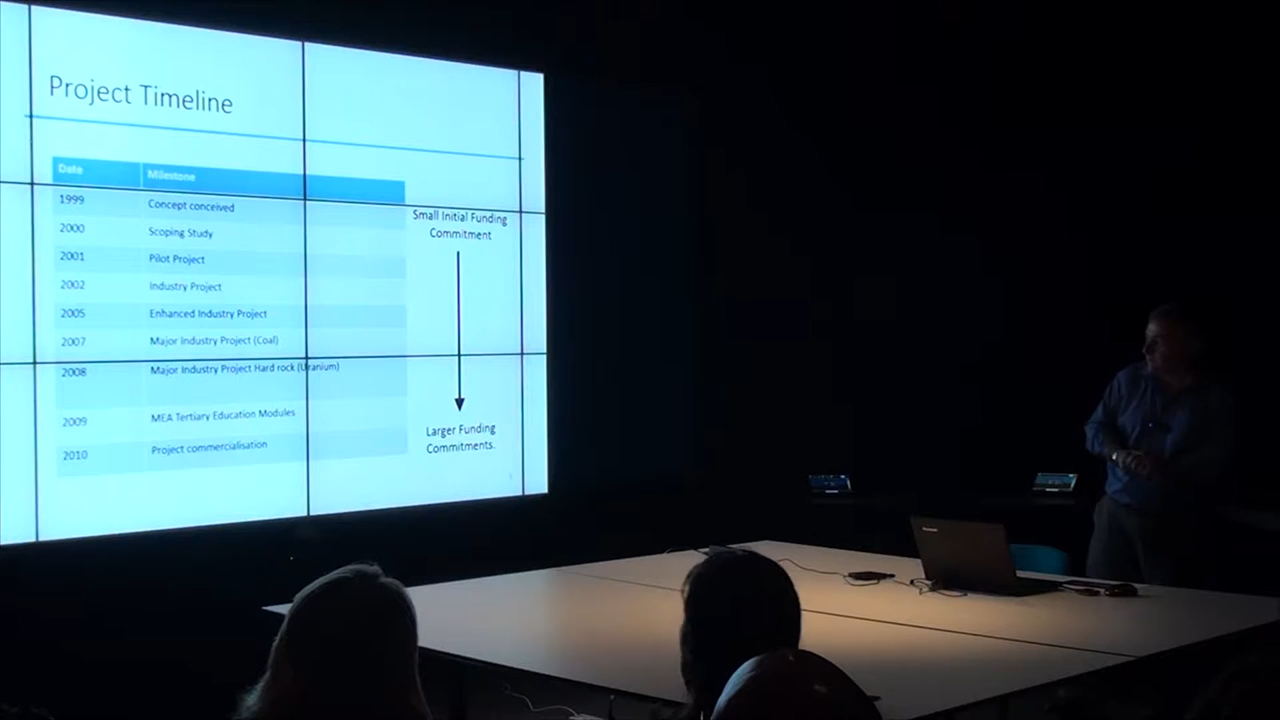 Project Timeline
Date Milestone
1999 Concept conceived
2000 Scoping Study
2001 Pilot Project
2002 Industry Project
2005 Enhanced Industry Project
2007 Major Industry Project (Coal)
2008 Major Industry Project Hard rock (Uranium)
2009 MEA Tertiary Education Modules
2010 Project commercialisation
Small Initial Funding
Commitment
Larger Funding
Commitments.